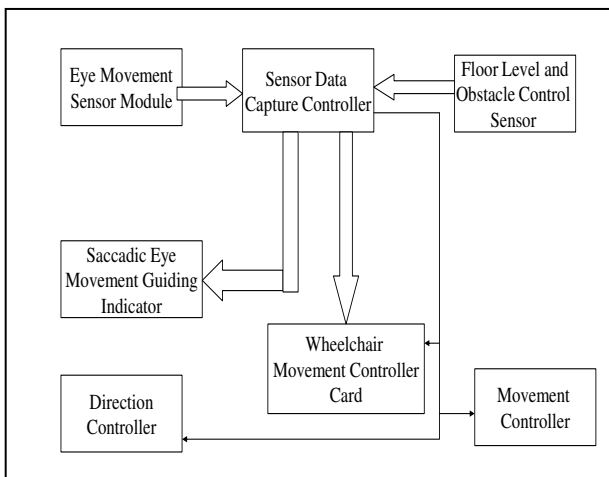 Eye Movement
Sensor Module
Sensor Data
Capture Controller
Floor Level and
Obstacle Control
Sensor
Saccadic Eye
Movement Guiding
Indicator
Wheelchair
Movement Controller
Card
Direction
Controller
Movement
Controller